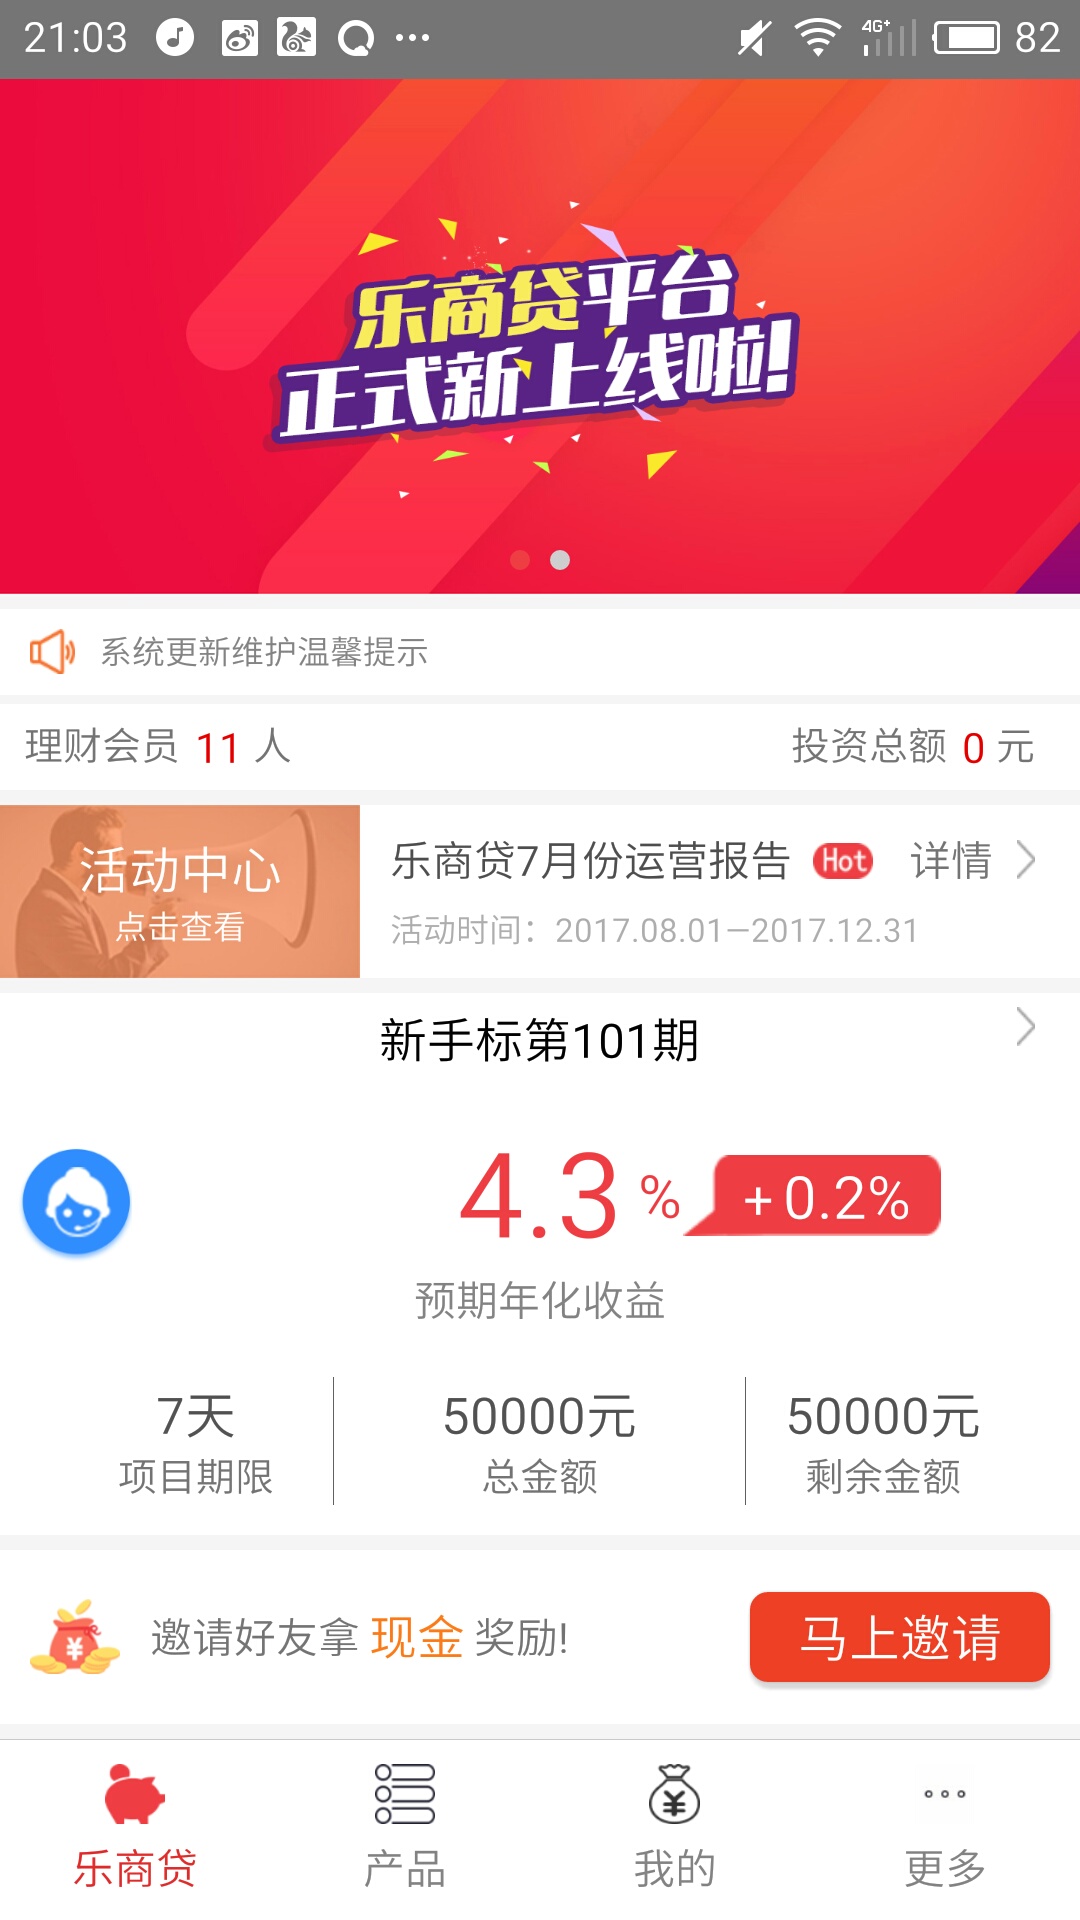 21:03
4G+
82
乐商贷平台
正式新上线啦!
系统更新维护温馨提示
理财会员 11 人
投资总额 0 元
活动中心
点击查看
乐商贷7月份运营报告 Hot 详情
活动时间：2017.08.01—2017.12.31
新手标第101期
4.3 % +0.2%
预期年化收益
7天 50000元 50000元
项目期限 总金额 剩余金额
邀请好友拿 现金 奖励!
马上邀请
乐商贷 产品 我的 更多